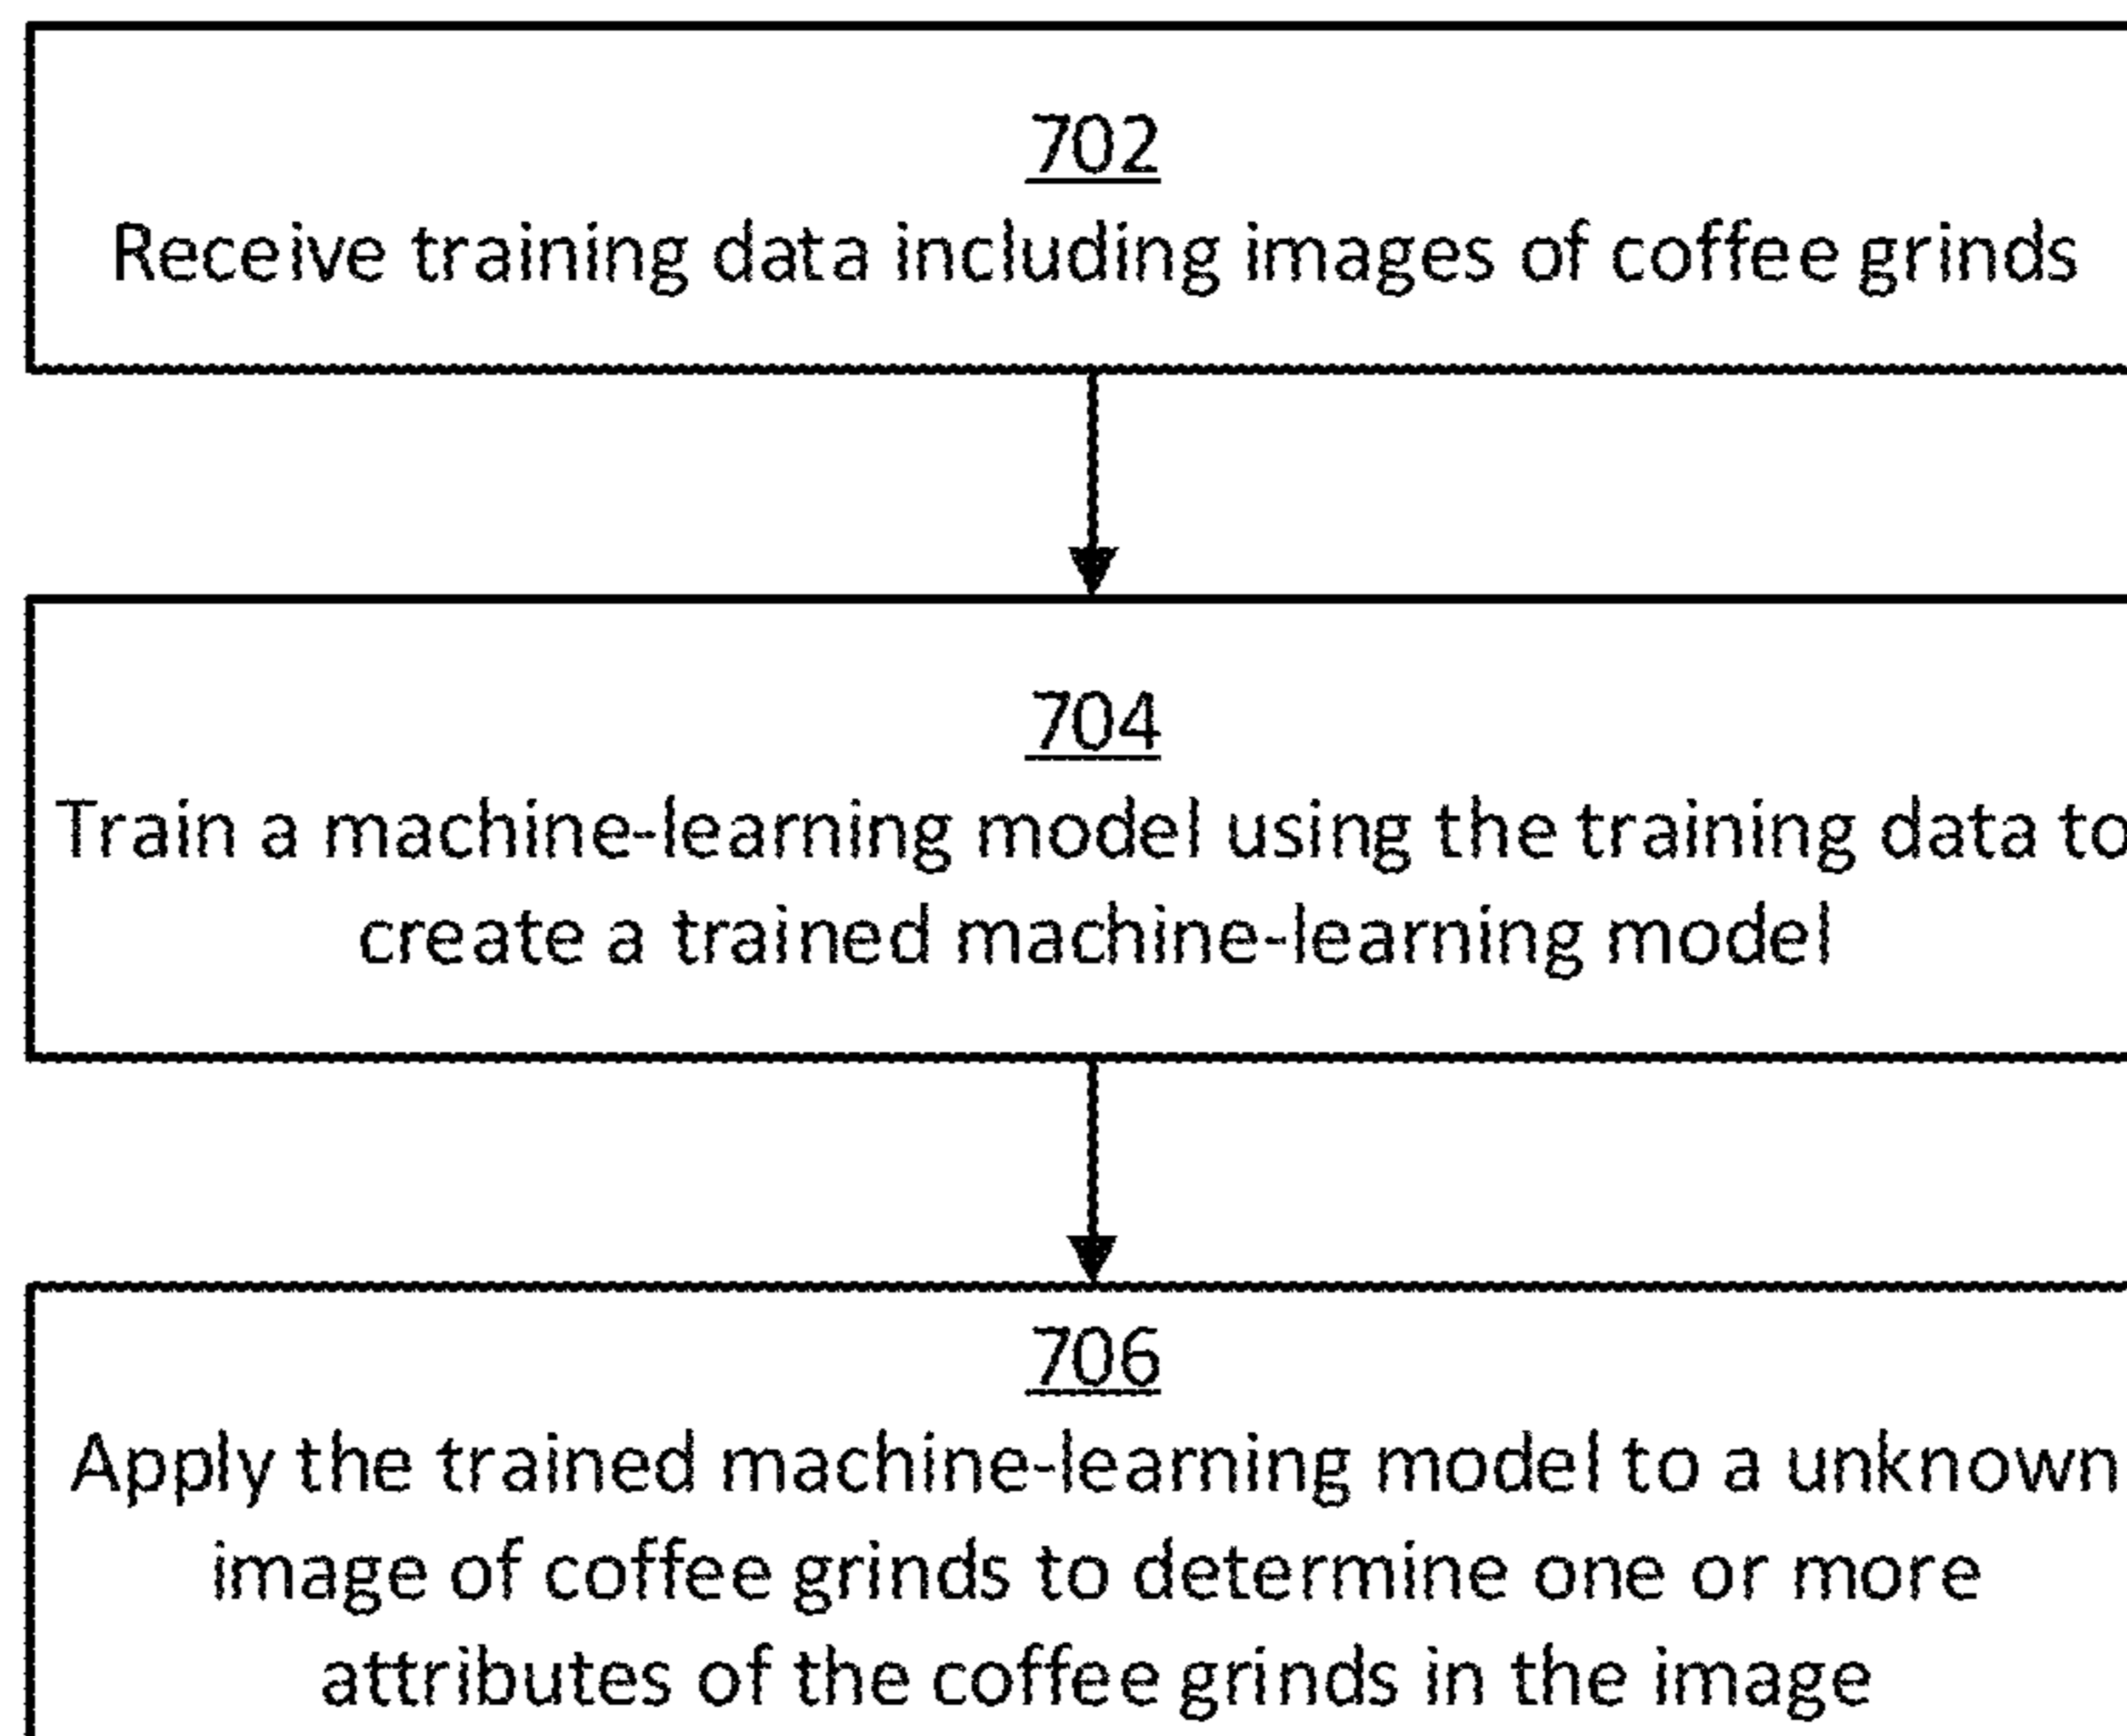 702
Receive training data including images of coffee grinds
704
Train a machine-learning model using the training data to
create a trained machine-learning model
706
Apply the trained machine-learning model to a unknown
image of coffee grinds to determine one or more
attributes of the coffee grinds in the image